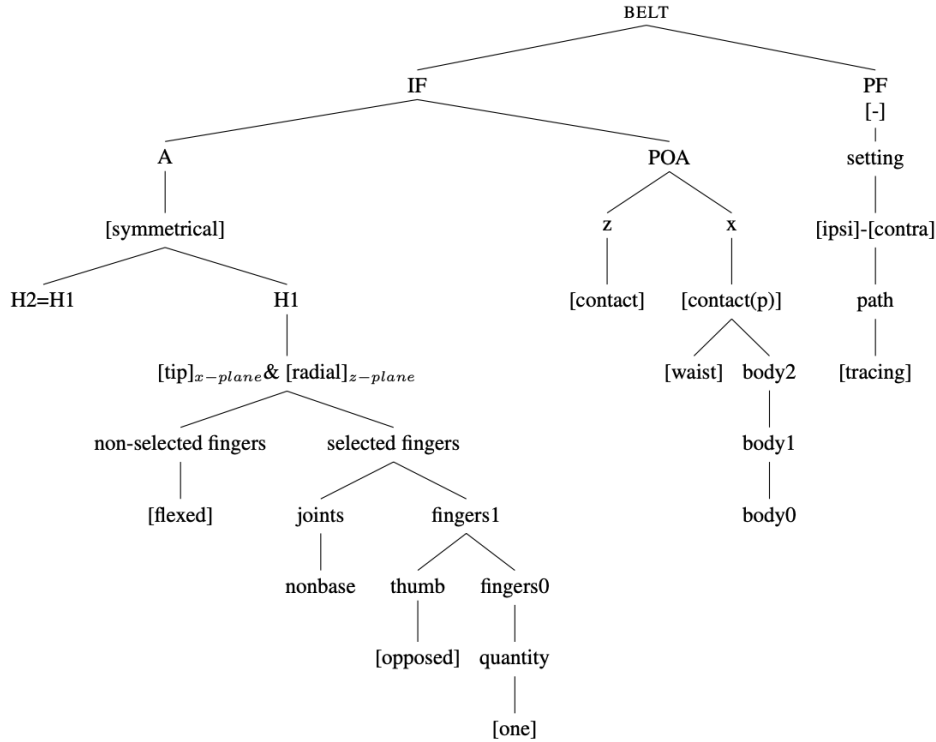 BELT
IF PF
[-]
A POA setting
[symmetrical] z x [ipsi]-[contra]
H2=H1 H1 [contact] [contact(p)] path
[tip]x−plane& [radial]z−plane [waist] body2 [tracing]
non-selected fingers selected fingers body1
[flexed] joints fingers1 body0
nonbase thumb fingers0
[opposed] quantity
[one]